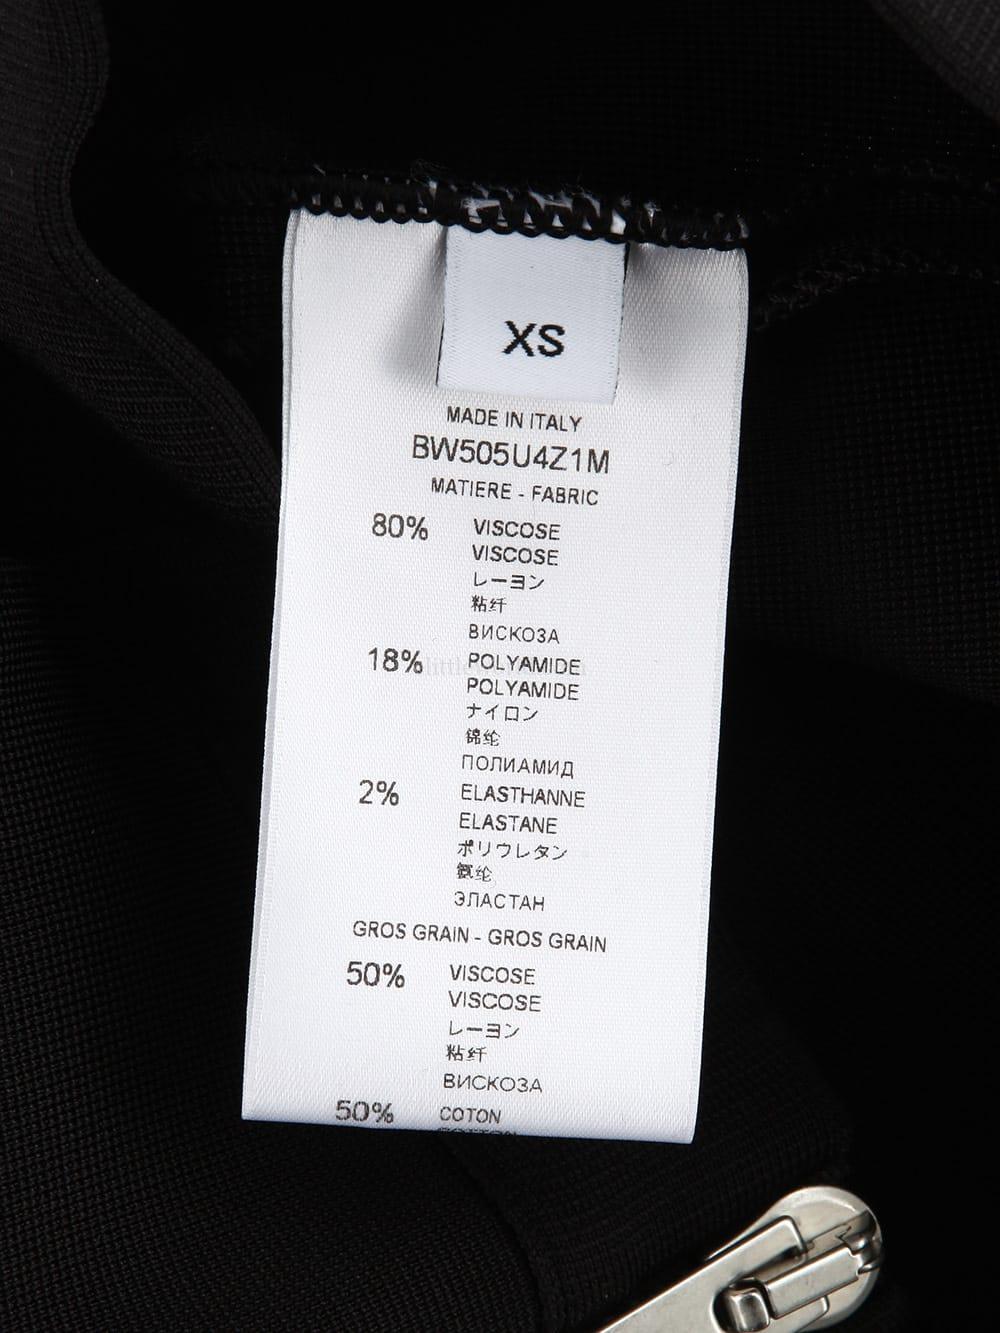 XS
MADE IN ITALY
BW505U4Z1M
MATIERE - FABRIC
80% VISCOSE
VISCOSE
レーヨン
粘纤
ВИСКОЗА
18% POLYAMIDE
POLYAMIDE
ナイロン
锦纶
ПОЛИАМИД
2% ELASTHANNE
ELASTANE
ポリウレタン
氨纶
ЭЛАСТАН
GROS GRAIN - GROS GRAIN
50% VISCOSE
VISCOSE
レーヨン
粘纤
ВИСКОЗА
50% COTON